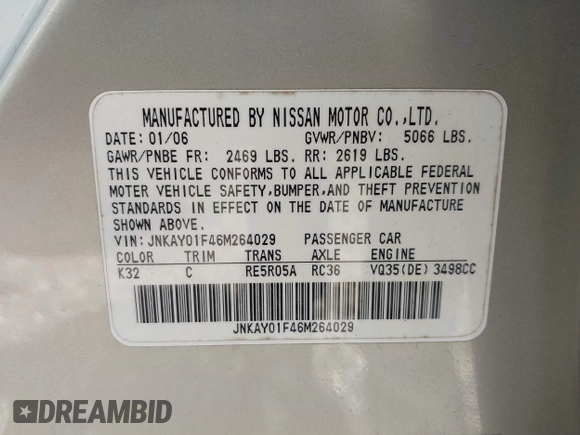 MANUFACTURED BY NISSAN MOTOR CO.,LTD.
DATE: 01/06 GVWR/PNBV: 5066 LBS.
GAWR/PNBE FR: 2469 LBS. RR: 2619 LBS.
THIS VEHICLE CONFORMS TO ALL APPLICABLE FEDERAL
MOTER VEHICLE SAFETY,BUMPER,AND THEFT PREVENTION
STANDARDS IN EFFECT ON THE DATE OF MANUFACTURE
SHOWN ABOVE.
VIN: JNKAY01F46M264029 PASSENGER CAR
COLOR TRIM TRANS AXLE ENGINE
K32 C RE5R05A RC36 VQ35(DE) 3498CC
JNKAY01F46M264029
DREAMBID